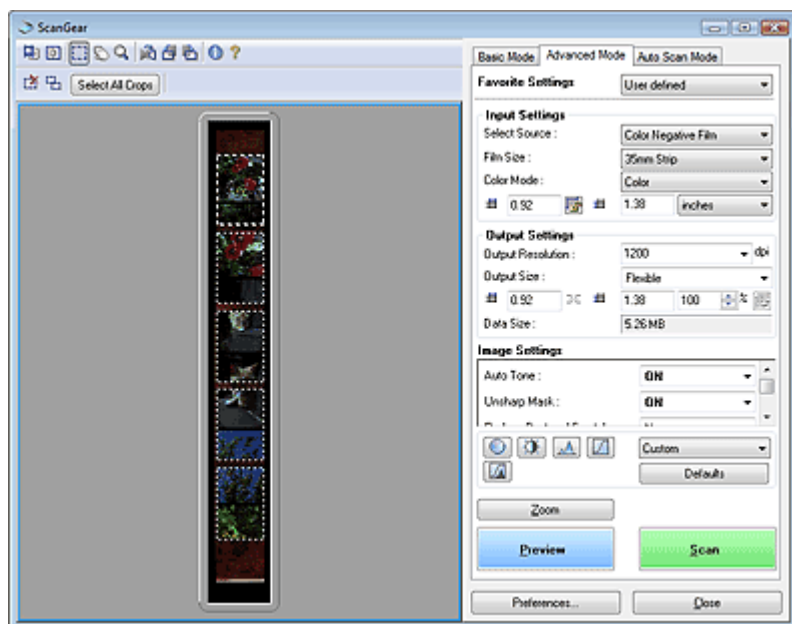 ScanGear
Basic Mode Advanced Mode Auto Scan Mode
Select All Crops
Favorite Settings User defined
Input Settings
Select Source : Color Negative Film
Film Size : 35mm Strip
Color Mode : Color
0.92 1.38 inches
Output Settings
Output Resolution : 1200 dpi
Output Size : Flexible
0.92 1.38 100 %
Data Size : 5.26 MB
Image Settings
Auto Tone : ON
Unsharp Mask : ON
Custom
Defaults
Zoom
Preview Scan
Preferences... Close